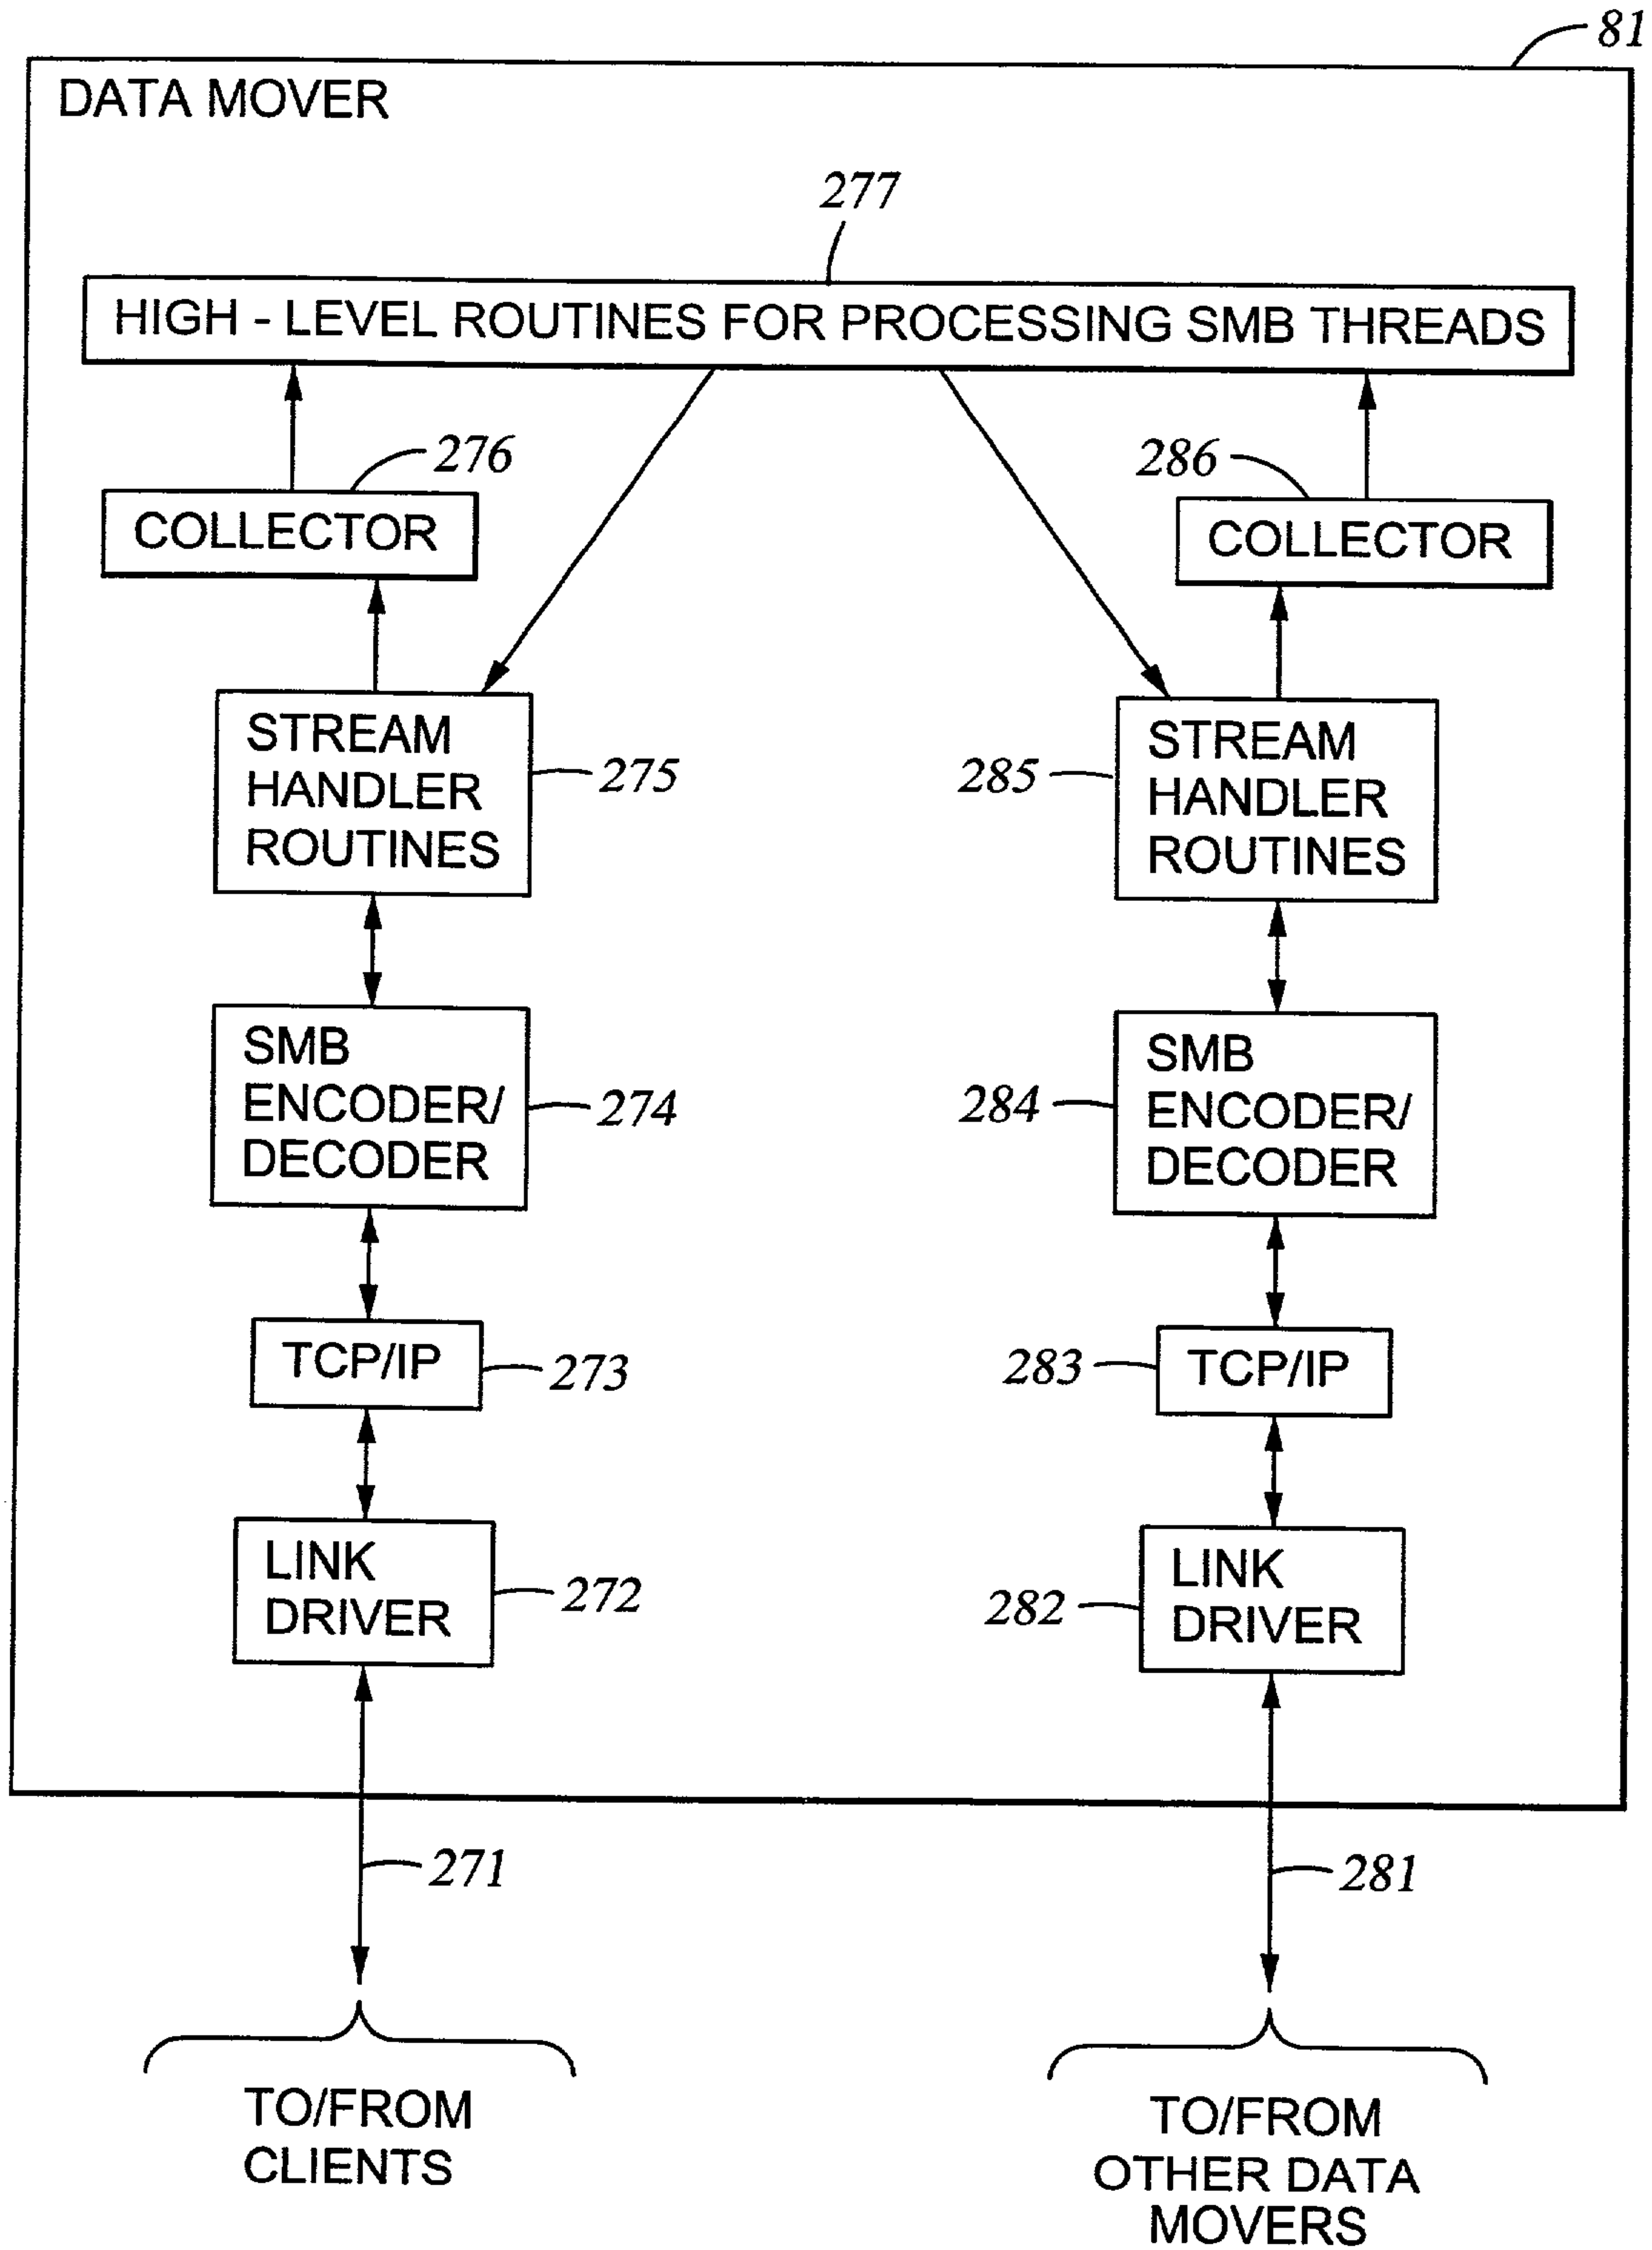 81
DATA MOVER
277
HIGH - LEVEL ROUTINES FOR PROCESSING SMB THREADS
276
286
COLLECTOR
COLLECTOR
STREAM
HANDLER
ROUTINES
275
285
STREAM
HANDLER
ROUTINES
SMB
ENCODER/
DECODER
274
284
SMB
ENCODER/
DECODER
TCP/IP
273
283
TCP/IP
LINK
DRIVER
272
282
LINK
DRIVER
271
281
TO/FROM
CLIENTS
TO/FROM
OTHER DATA
MOVERS